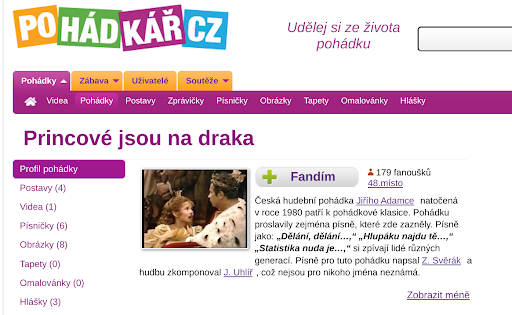 POHÁDKÁŘ CZ
Udělej si ze života
pohádku
Pohádky Zábava Uživatelé Soutěže
Videa Pohádky Postavy Zprávičky Písničky Obrázky Tapety Omalovánky Hlášky
Princové jsou na draka
Profil pohádky
Postavy (4)
Videa (1)
Písničky (6)
Obrázky (8)
Tapety (0)
Omalovánky (0)
Hlášky (3)
Fandím
179 fanoušků
48.místo
Česká hudební pohádka Jiřího Adamce natočená
v roce 1980 patří k pohádkové klasice. Pohádku
proslavily zejména písně, které zde zazněly. Písně
jako: „Dělání, dělání…,“ „Hlupáku najdu tě…,“
„Statistika nuda je…,“ si zpívají lidé různých
generací. Písně pro tuto pohádku napsal Z. Svěrák a
hudbu zkomponoval J. Uhlíř , což nejsou pro nikoho jména neznámá.
Zobrazit méně